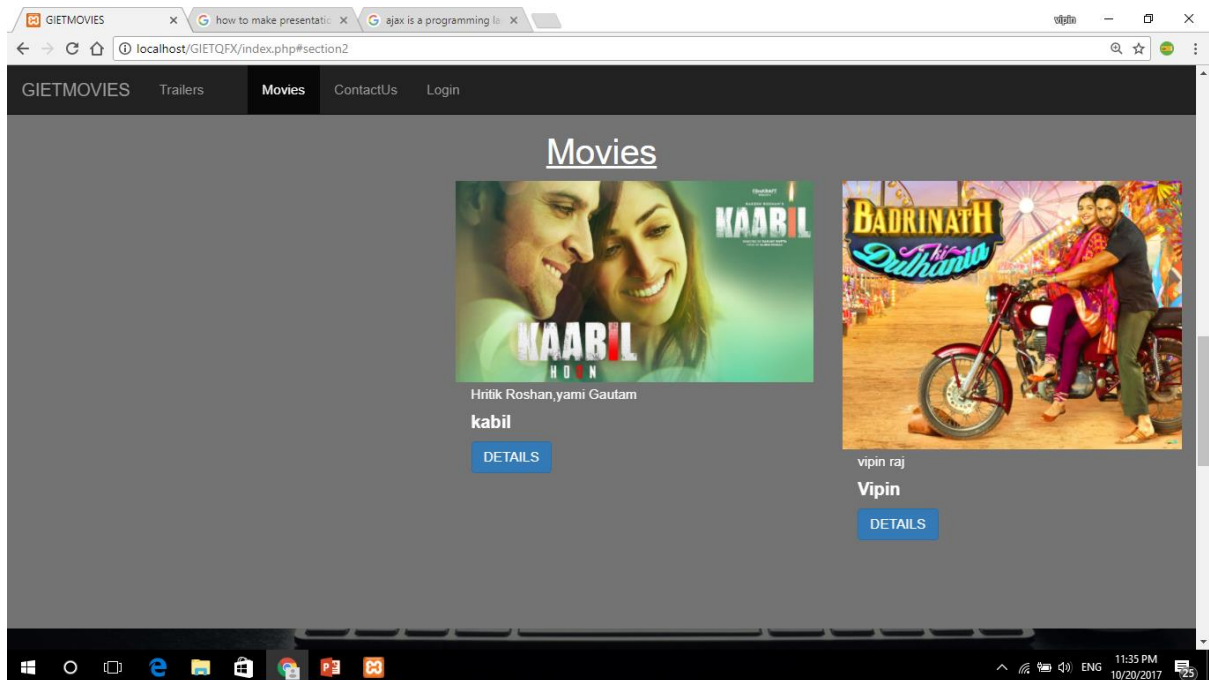 GIETMOVIES
how to make presentatic
ajax is a programming la
vipin
localhost/GIETQFX/index.php#section2
GIETMOVIES Trailers Movies ContactUs Login
Movies
KAABIL
KAABIL
HOON
Hritik Roshan,yami Gautam
kabil
DETAILS
BADRINATH
Ki
Dulhania
vipin raj
Vipin
DETAILS
ENG
11:35 PM
10/20/2017
25